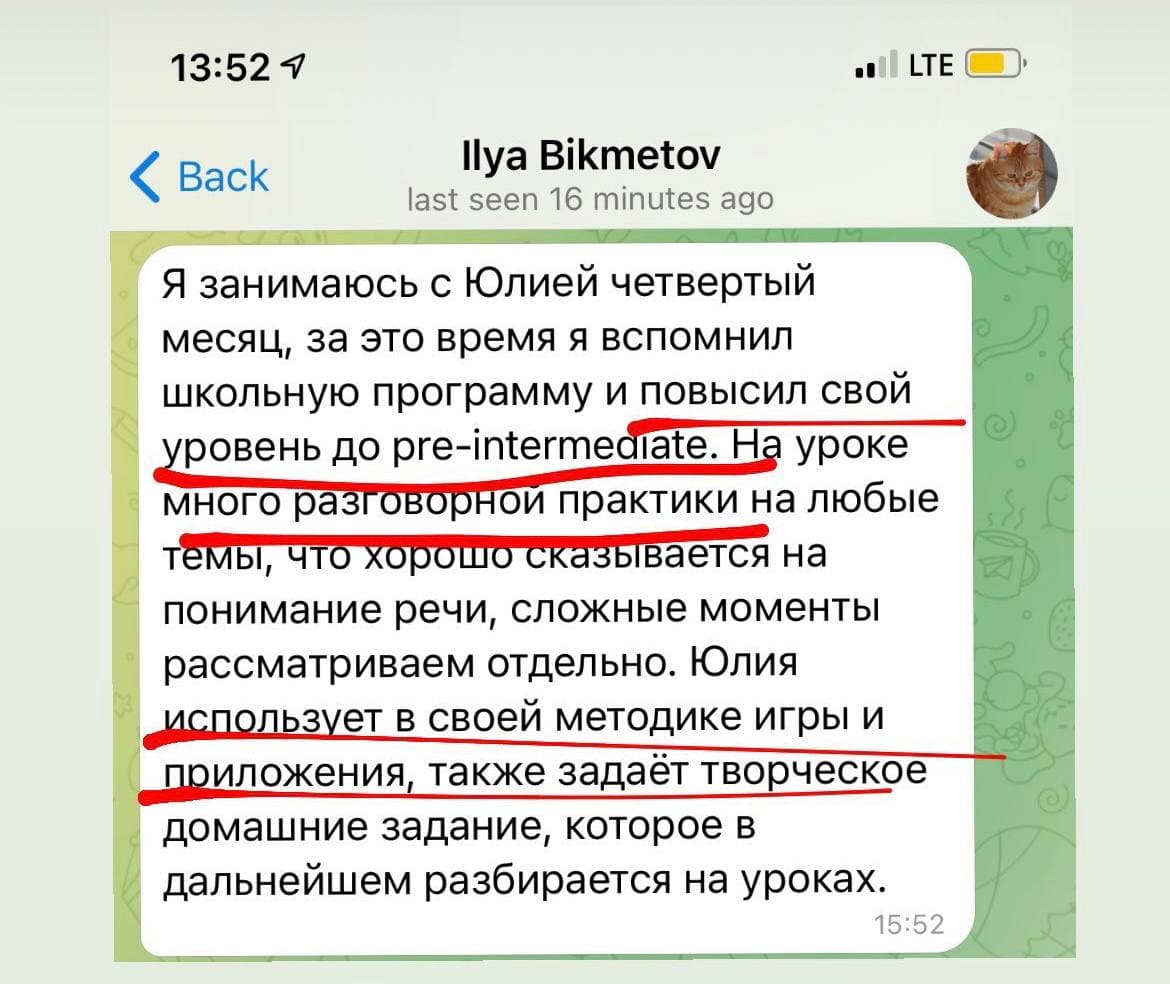 13:52
LTE
Back
Ilya Bikmetov
last seen 16 minutes ago
Я занимаюсь с Юлией четвертый
месяц, за это время я вспомнил
школьную программу и повысил свой
уровень до pre-intermediate. На уроке
много разговорной практики на любые
темы, что хорошо сказывается на
понимание речи, сложные моменты
рассматриваем отдельно. Юлия
использует в своей методике игры и
приложения, также задаёт творческое
домашние задание, которое в
дальнейшем разбирается на уроках.
15:52